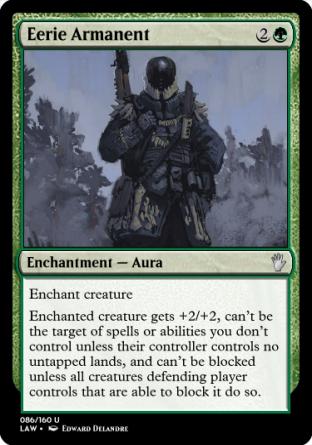 Eerie Armanent 2
Enchantment — Aura
Enchant creature
Enchanted creature gets +2/+2, can't be
the target of spells or abilities you don't
control unless their controller controls no
untapped lands, and can't be blocked
unless all creatures defending player
controls that are able to block it do so.
086/160 U
LAW • Edward Delandre